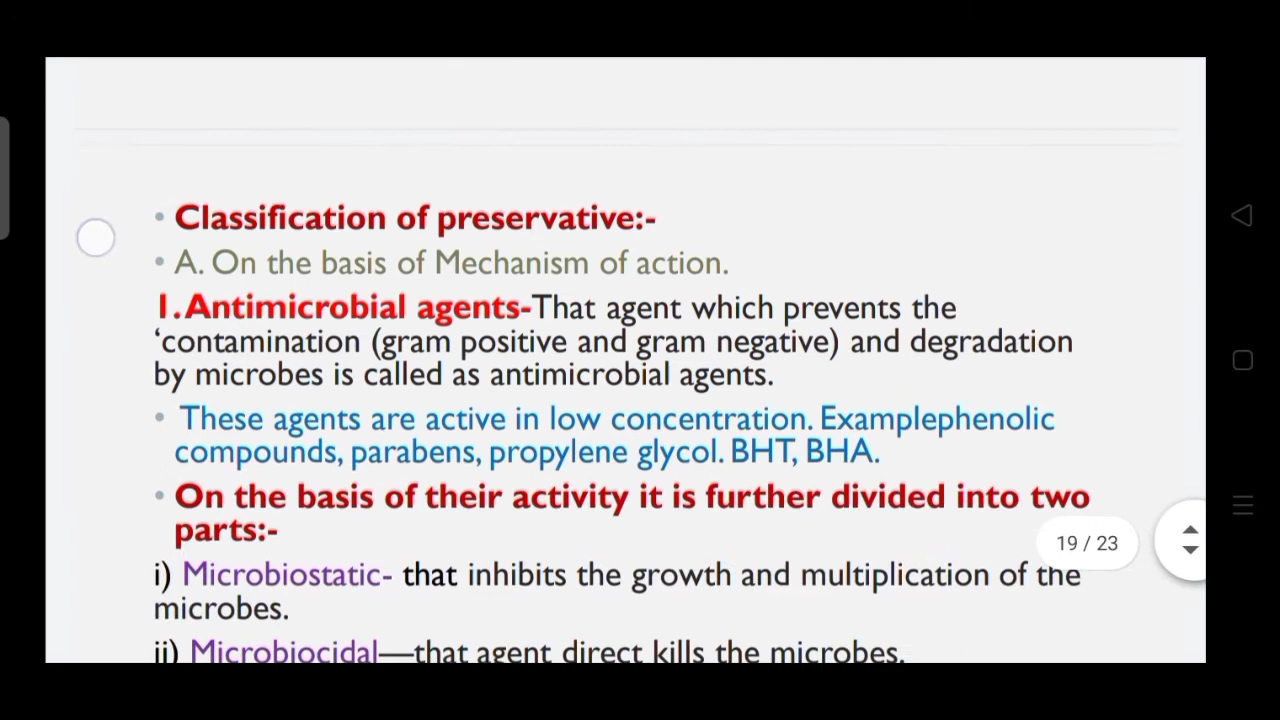 • Classification of preservative:-
• A. On the basis of Mechanism of action.
1. Antimicrobial agents-That agent which prevents the
‘contamination (gram positive and gram negative) and degradation
by microbes is called as antimicrobial agents.
• These agents are active in low concentration. Examplephenolic
compounds, parabens, propylene glycol. BHT, BHA.
• On the basis of their activity it is further divided into two
parts:-
19 / 23
i) Microbiostatic- that inhibits the growth and multiplication of the
microbes.
ii) Microbiocidal—that agent direct kills the microbes.